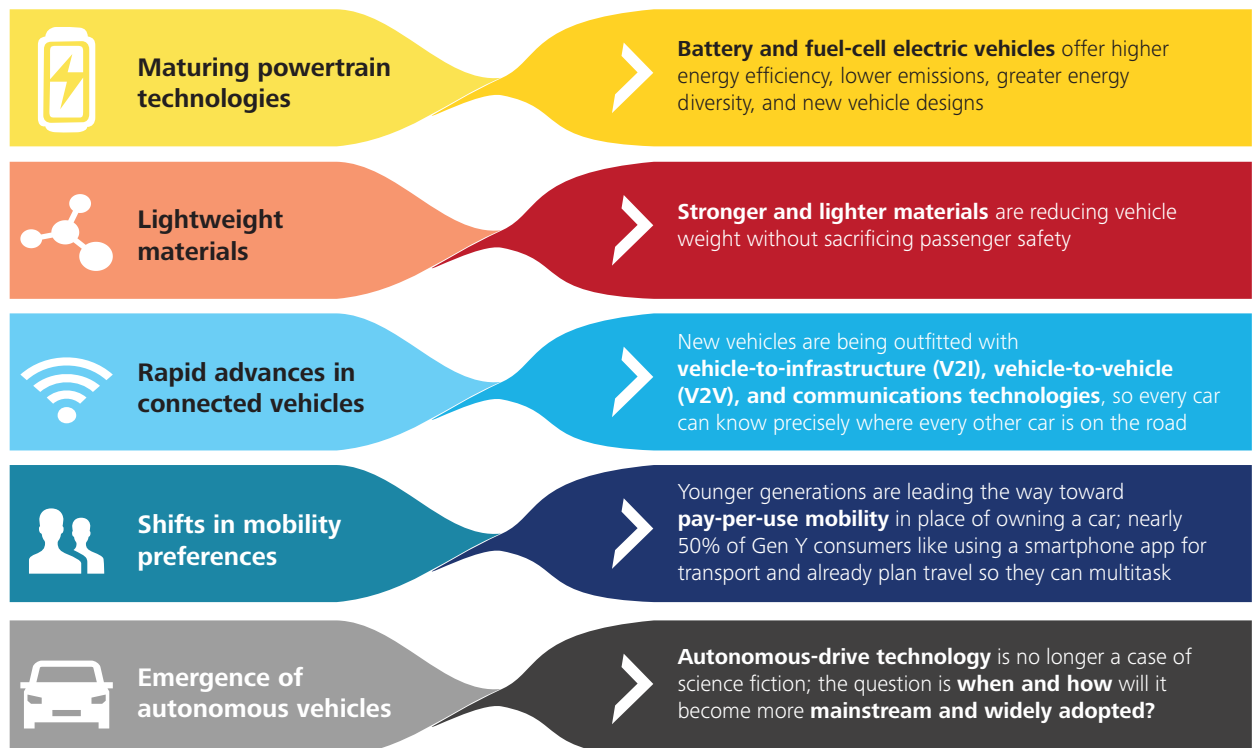 Maturing powertrain
technologies
Battery and fuel-cell electric vehicles offer higher
energy efficiency, lower emissions, greater energy
diversity, and new vehicle designs
Lightweight
materials
Stronger and lighter materials are reducing vehicle
weight without sacrificing passenger safety
Rapid advances in
connected vehicles
New vehicles are being outfitted with
vehicle-to-infrastructure (V2I), vehicle-to-vehicle
(V2V), and communications technologies, so every car
can know precisely where every other car is on the road
Shifts in mobility
preferences
Younger generations are leading the way toward
pay-per-use mobility in place of owning a car; nearly
50% of Gen Y consumers like using a smartphone app for
transport and already plan travel so they can multitask
Emergence of
autonomous vehicles
Autonomous-drive technology is no longer a case of
science fiction; the question is when and how will it
become more mainstream and widely adopted?